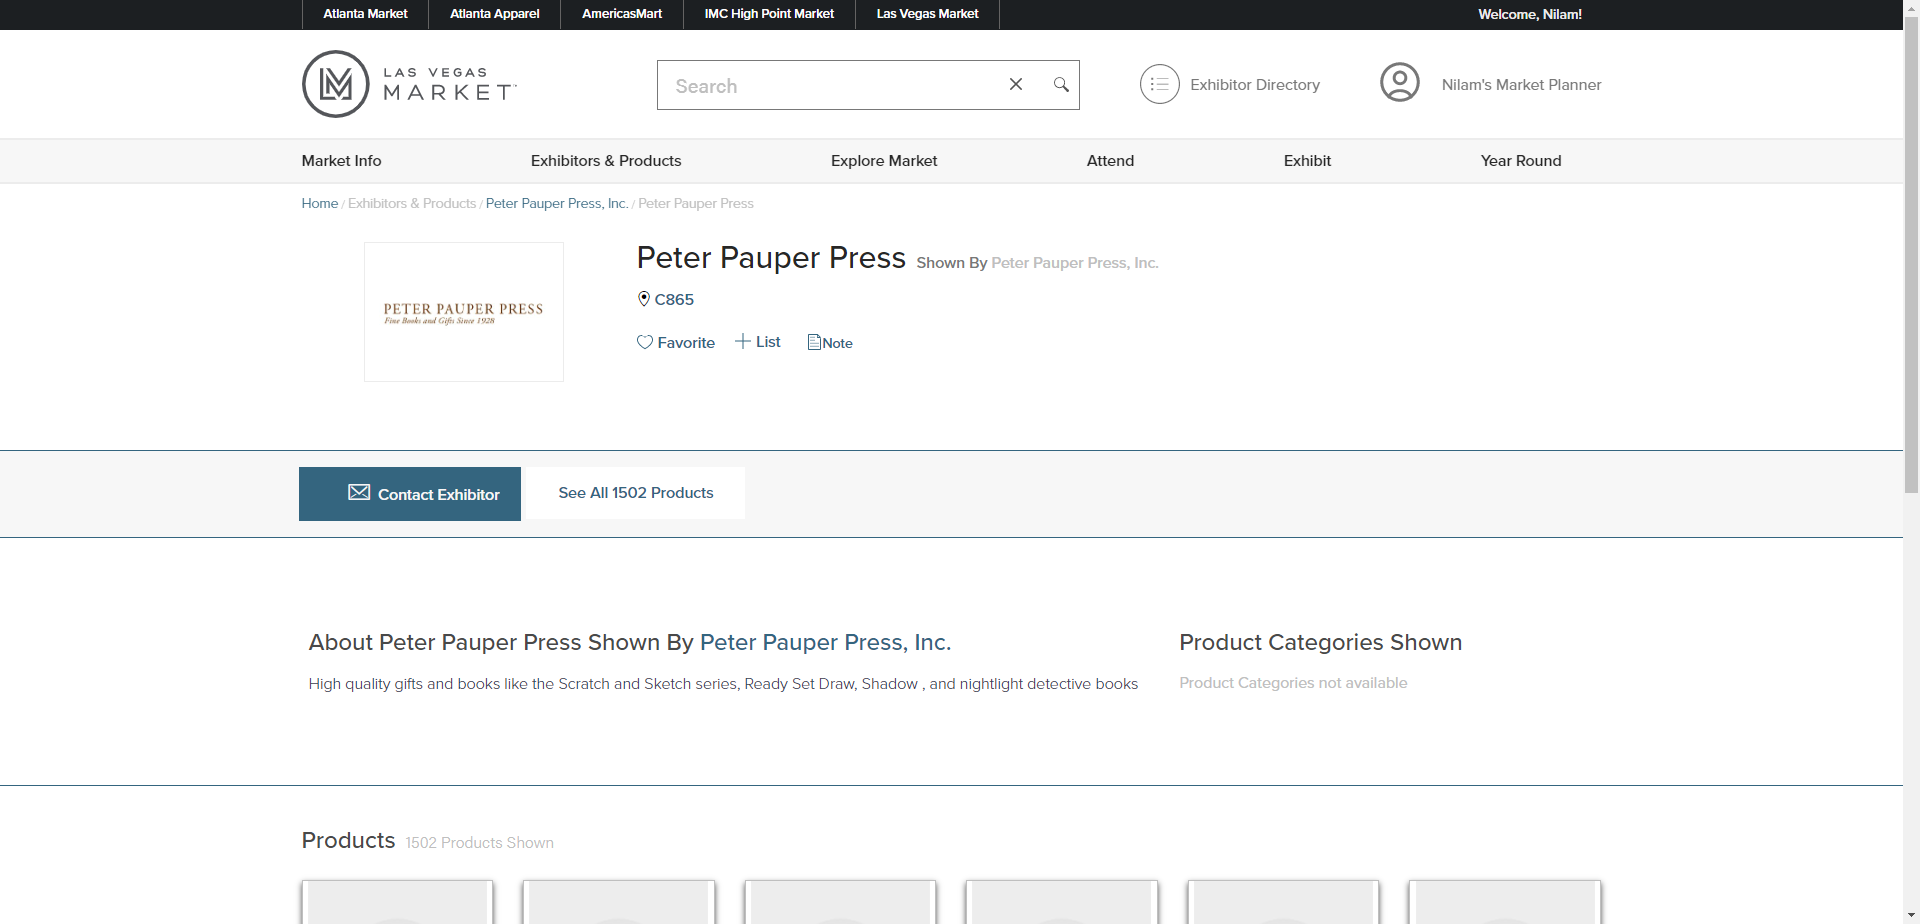 Atlanta Market
Atlanta Apparel
AmericasMart
IMC High Point Market
Las Vegas Market
Welcome, Nilam!
LAS VEGAS
MARKET
Search
Exhibitor Directory
Nilam's Market Planner
Market Info
Exhibitors & Products
Explore Market
Attend
Exhibit
Year Round
Home / Exhibitors & Products / Peter Pauper Press, Inc. / Peter Pauper Press
PETER PAUPER PRESS
Fine Books and Gifts Since 1928
Peter Pauper Press Shown By Peter Pauper Press, Inc.
C865
Favorite
List
Note
Contact Exhibitor
See All 1502 Products
About Peter Pauper Press Shown By Peter Pauper Press, Inc.
High quality gifts and books like the Scratch and Sketch series, Ready Set Draw, Shadow , and nightlight detective books
Product Categories Shown
Product Categories not available
Products 1502 Products Shown